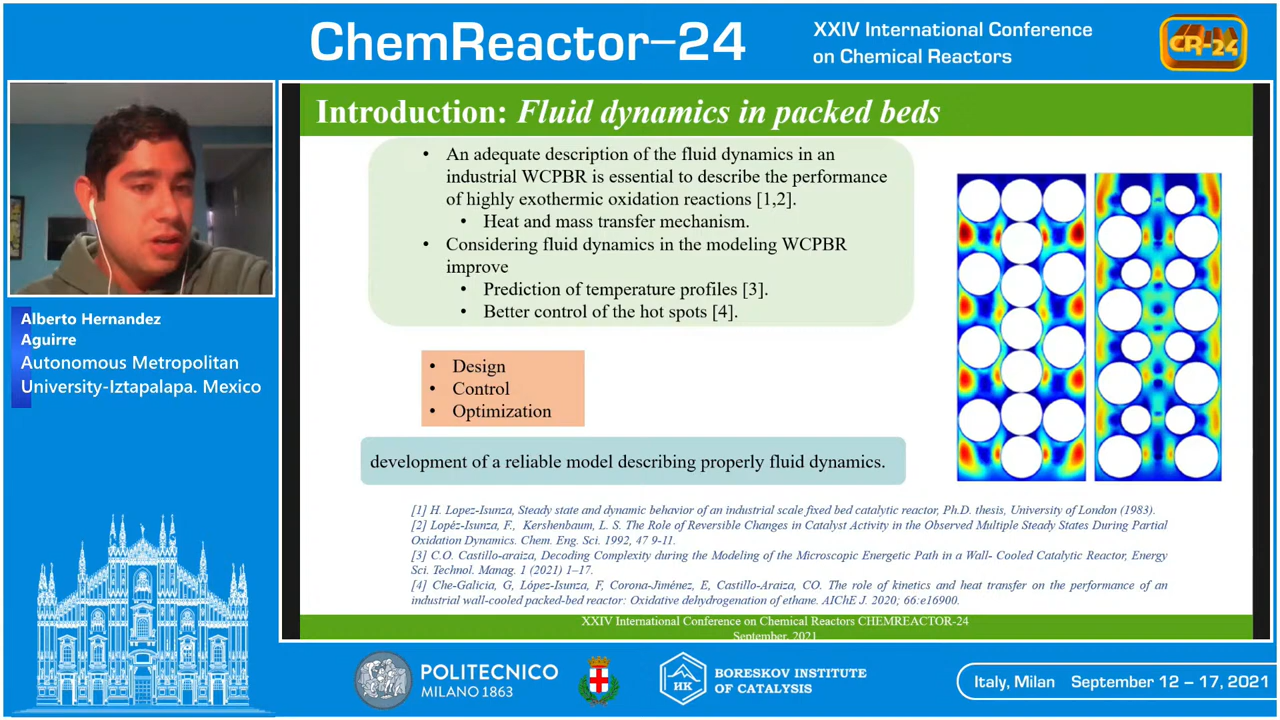 ChemReactor-24
XXIV International Conference
on Chemical Reactors
CR-24
Introduction: Fluid dynamics in packed beds
• An adequate description of the fluid dynamics in an
industrial WCPBR is essential to describe the performance
of highly exothermic oxidation reactions [1,2].
• Heat and mass transfer mechanism.
• Considering fluid dynamics in the modeling WCPBR
improve
• Prediction of temperature profiles [3].
• Better control of the hot spots [4].
• Design
• Control
• Optimization
development of a reliable model describing properly fluid dynamics.
[1] H. Lopez-Isunza, Steady state and dynamic behavior of an industrial scale fixed bed catalytic reactor, Ph.D. thesis, University of London (1983).
[2] Lopéz-Isunza, F., Kershenbaum, L. S. The Role of Reversible Changes in Catalyst Activity in the Observed Multiple Steady States During Partial
Oxidation Dynamics. Chem. Eng. Sci. 1992, 47 9-11.
[3] C.O. Castillo-araiza, Decoding Complexity during the Modeling of the Microscopic Energetic Path in a Wall- Cooled Catalytic Reactor, Energy
Sci. Technol. Manag. 1 (2021) 1–17.
[4] Che-Galicia, G, López-Isunza, F, Corona-Jiménez, E, Castillo-Araiza, CO. The role of kinetics and heat transfer on the performance of an
industrial wall-cooled packed-bed reactor: Oxidative dehydrogenation of ethane. AIChE J. 2020; 66:e16900.
XXIV International Conference on Chemical Reactors CHEMREACTOR-24
September, 2021
Alberto Hernandez
Aguirre
Autonomous Metropolitan
University-Iztapalapa. Mexico
POLITECNICO
MILANO 1863
HK
BORESKOV INSTITUTE
OF CATALYSIS
Italy, Milan September 12 – 17, 2021